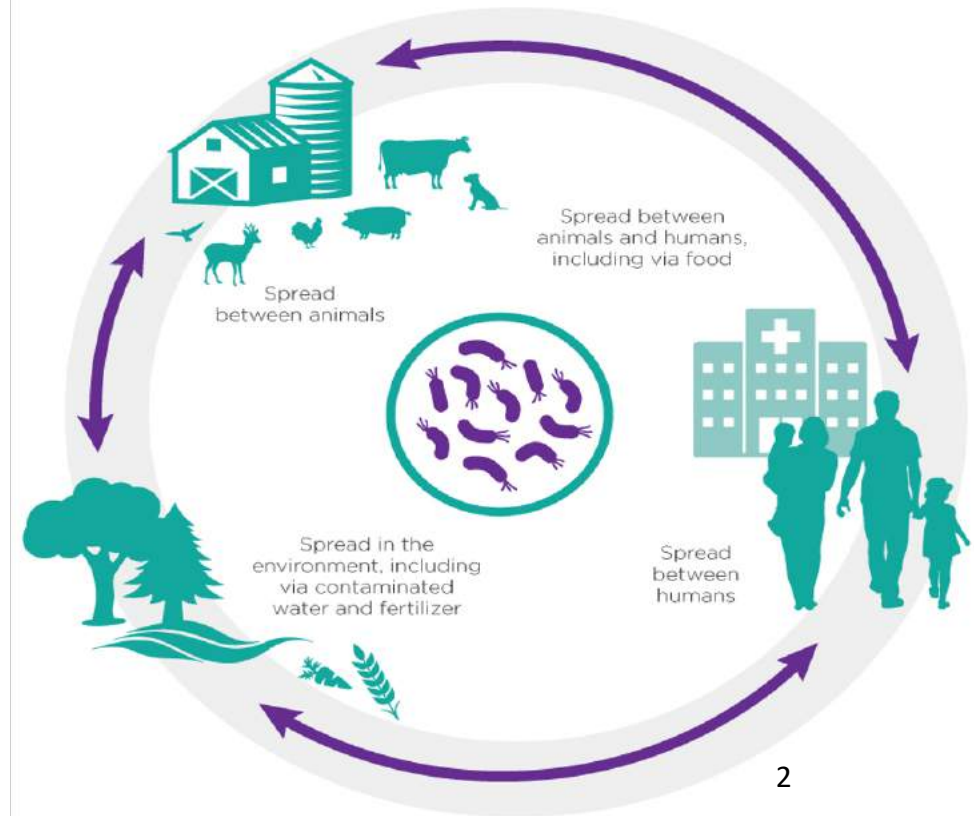 Spread between
animals and humans,
including via food
Spread
between animals
Spread in the
environment, including
via contaminated
water and fertilizer
Spread
between
humans
2